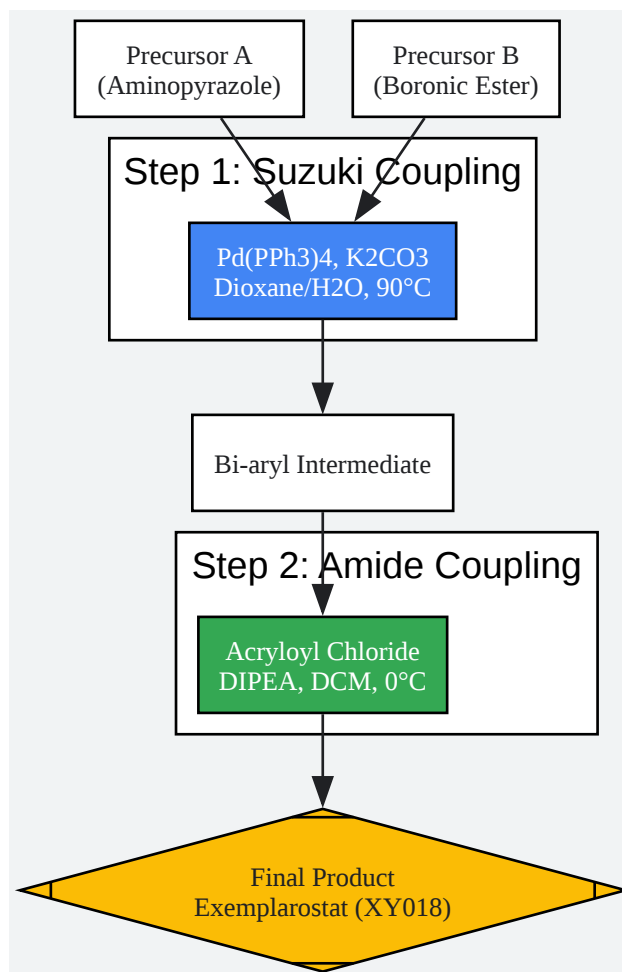 Precursor A
(Aminopyrazole)
Precursor B
(Boronic Ester)
Step 1: Suzuki Coupling
Pd(PPh3)4, K2CO3
Dioxane/H2O, 90°C
Bi-aryl Intermediate
Step 2: Amide Coupling
Acryloyl Chloride
DIPEA, DCM, 0°C
Final Product
Exemplarostat (XY018)